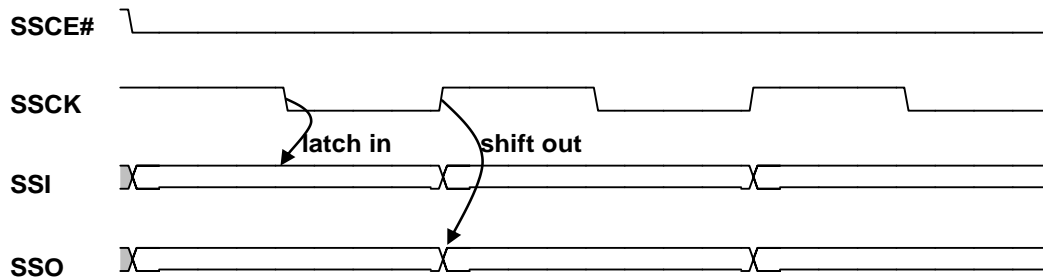 SSCE#
SSCK
latch in
shift out
SSI
SSO